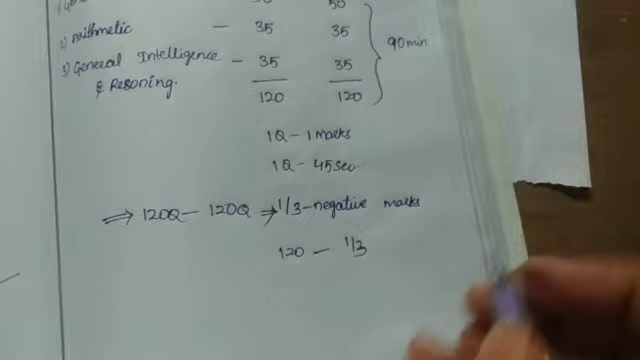 50
2) Arithmetic - 35 35
3) General Intelligence - 35 35
& Resoning. 120 120
90min
1Q - 1 Marks
1Q - 45sec
⇒ 120Q - 120Q ⇒ 1/3 - negative marks
120 - 1/3